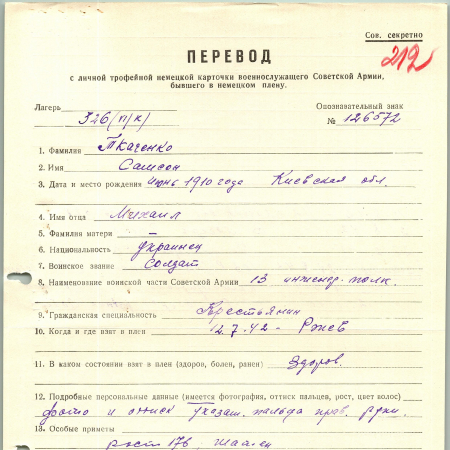 Сов. секретно
212
ПЕРЕВОД
с личной трофейной немецкой карточки военнослужащего Советской Армии,
бывшего в немецком плену.
Лагерь 326/(п/к) Опознавательный знак
№ 126572
1. Фамилия Ткаченко
2. Имя Самсон
3. Дата и место рождения июнь 1910 года Киевская обл.
4. Имя отца Михаил
5. Фамилия матери –
6. Национальность украинец
7. Воинское звание солдат
8. Наименование воинской части Советской Армии 13 инженер. полк.
9. Гражданская специальность Крестьянин
10. Когда и где взят в плен 12.7.42 - Ржев
11. В каком состоянии взят в плен (здоров, болен, ранен) Здоров.
12. Подробные персональные данные (имеется фотография, оттиск пальцев, рост, цвет волос)
фото и оттиск указат. пальца прав. руки.
13. Особые приметы
рост 176, шатен